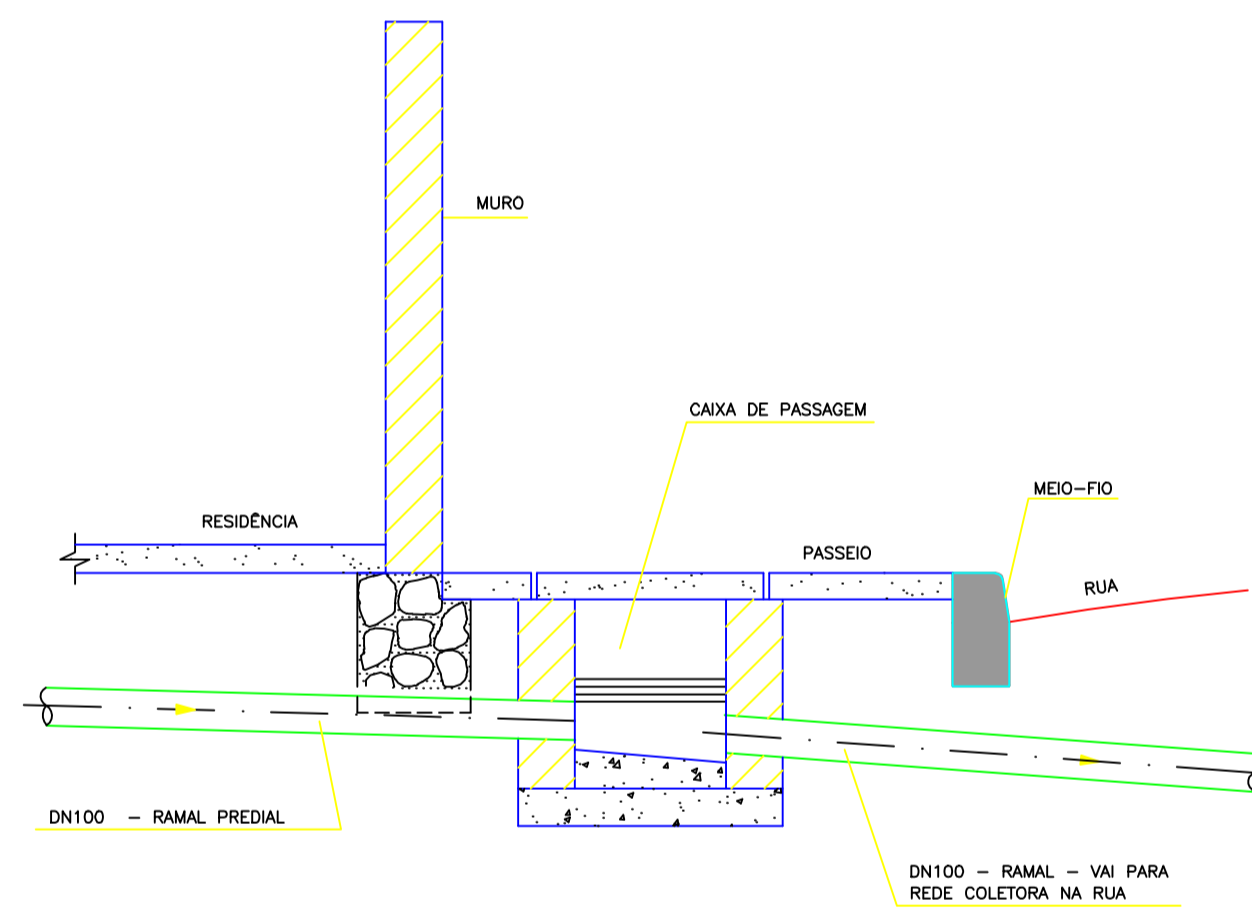 MURO
CAIXA DE PASSAGEM
MEIO-FIO
RESIDÊNCIA
PASSEIO
RUA
DN100 - RAMAL PREDIAL
DN100 - RAMAL - VAI PARA
REDE COLETORA NA RUA